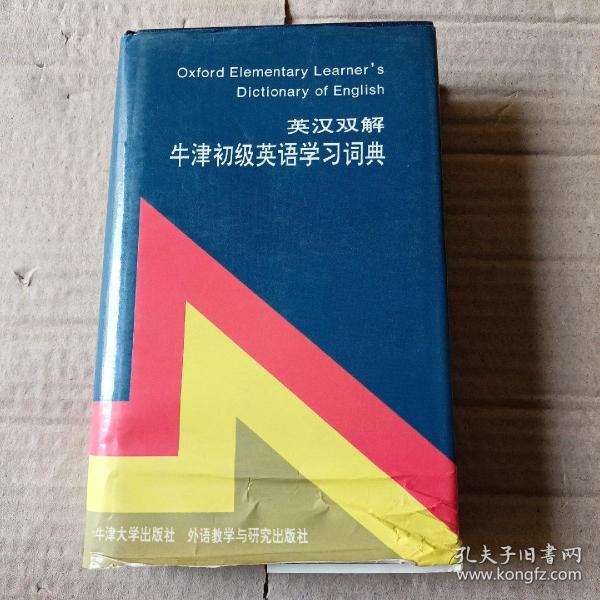 Oxford Elementary Learner's
Dictionary of English
英汉双解
牛津初级英语学习词典
牛津大学出版社 外语教学与研究出版社
孔夫子旧书网
www.kongfz.com